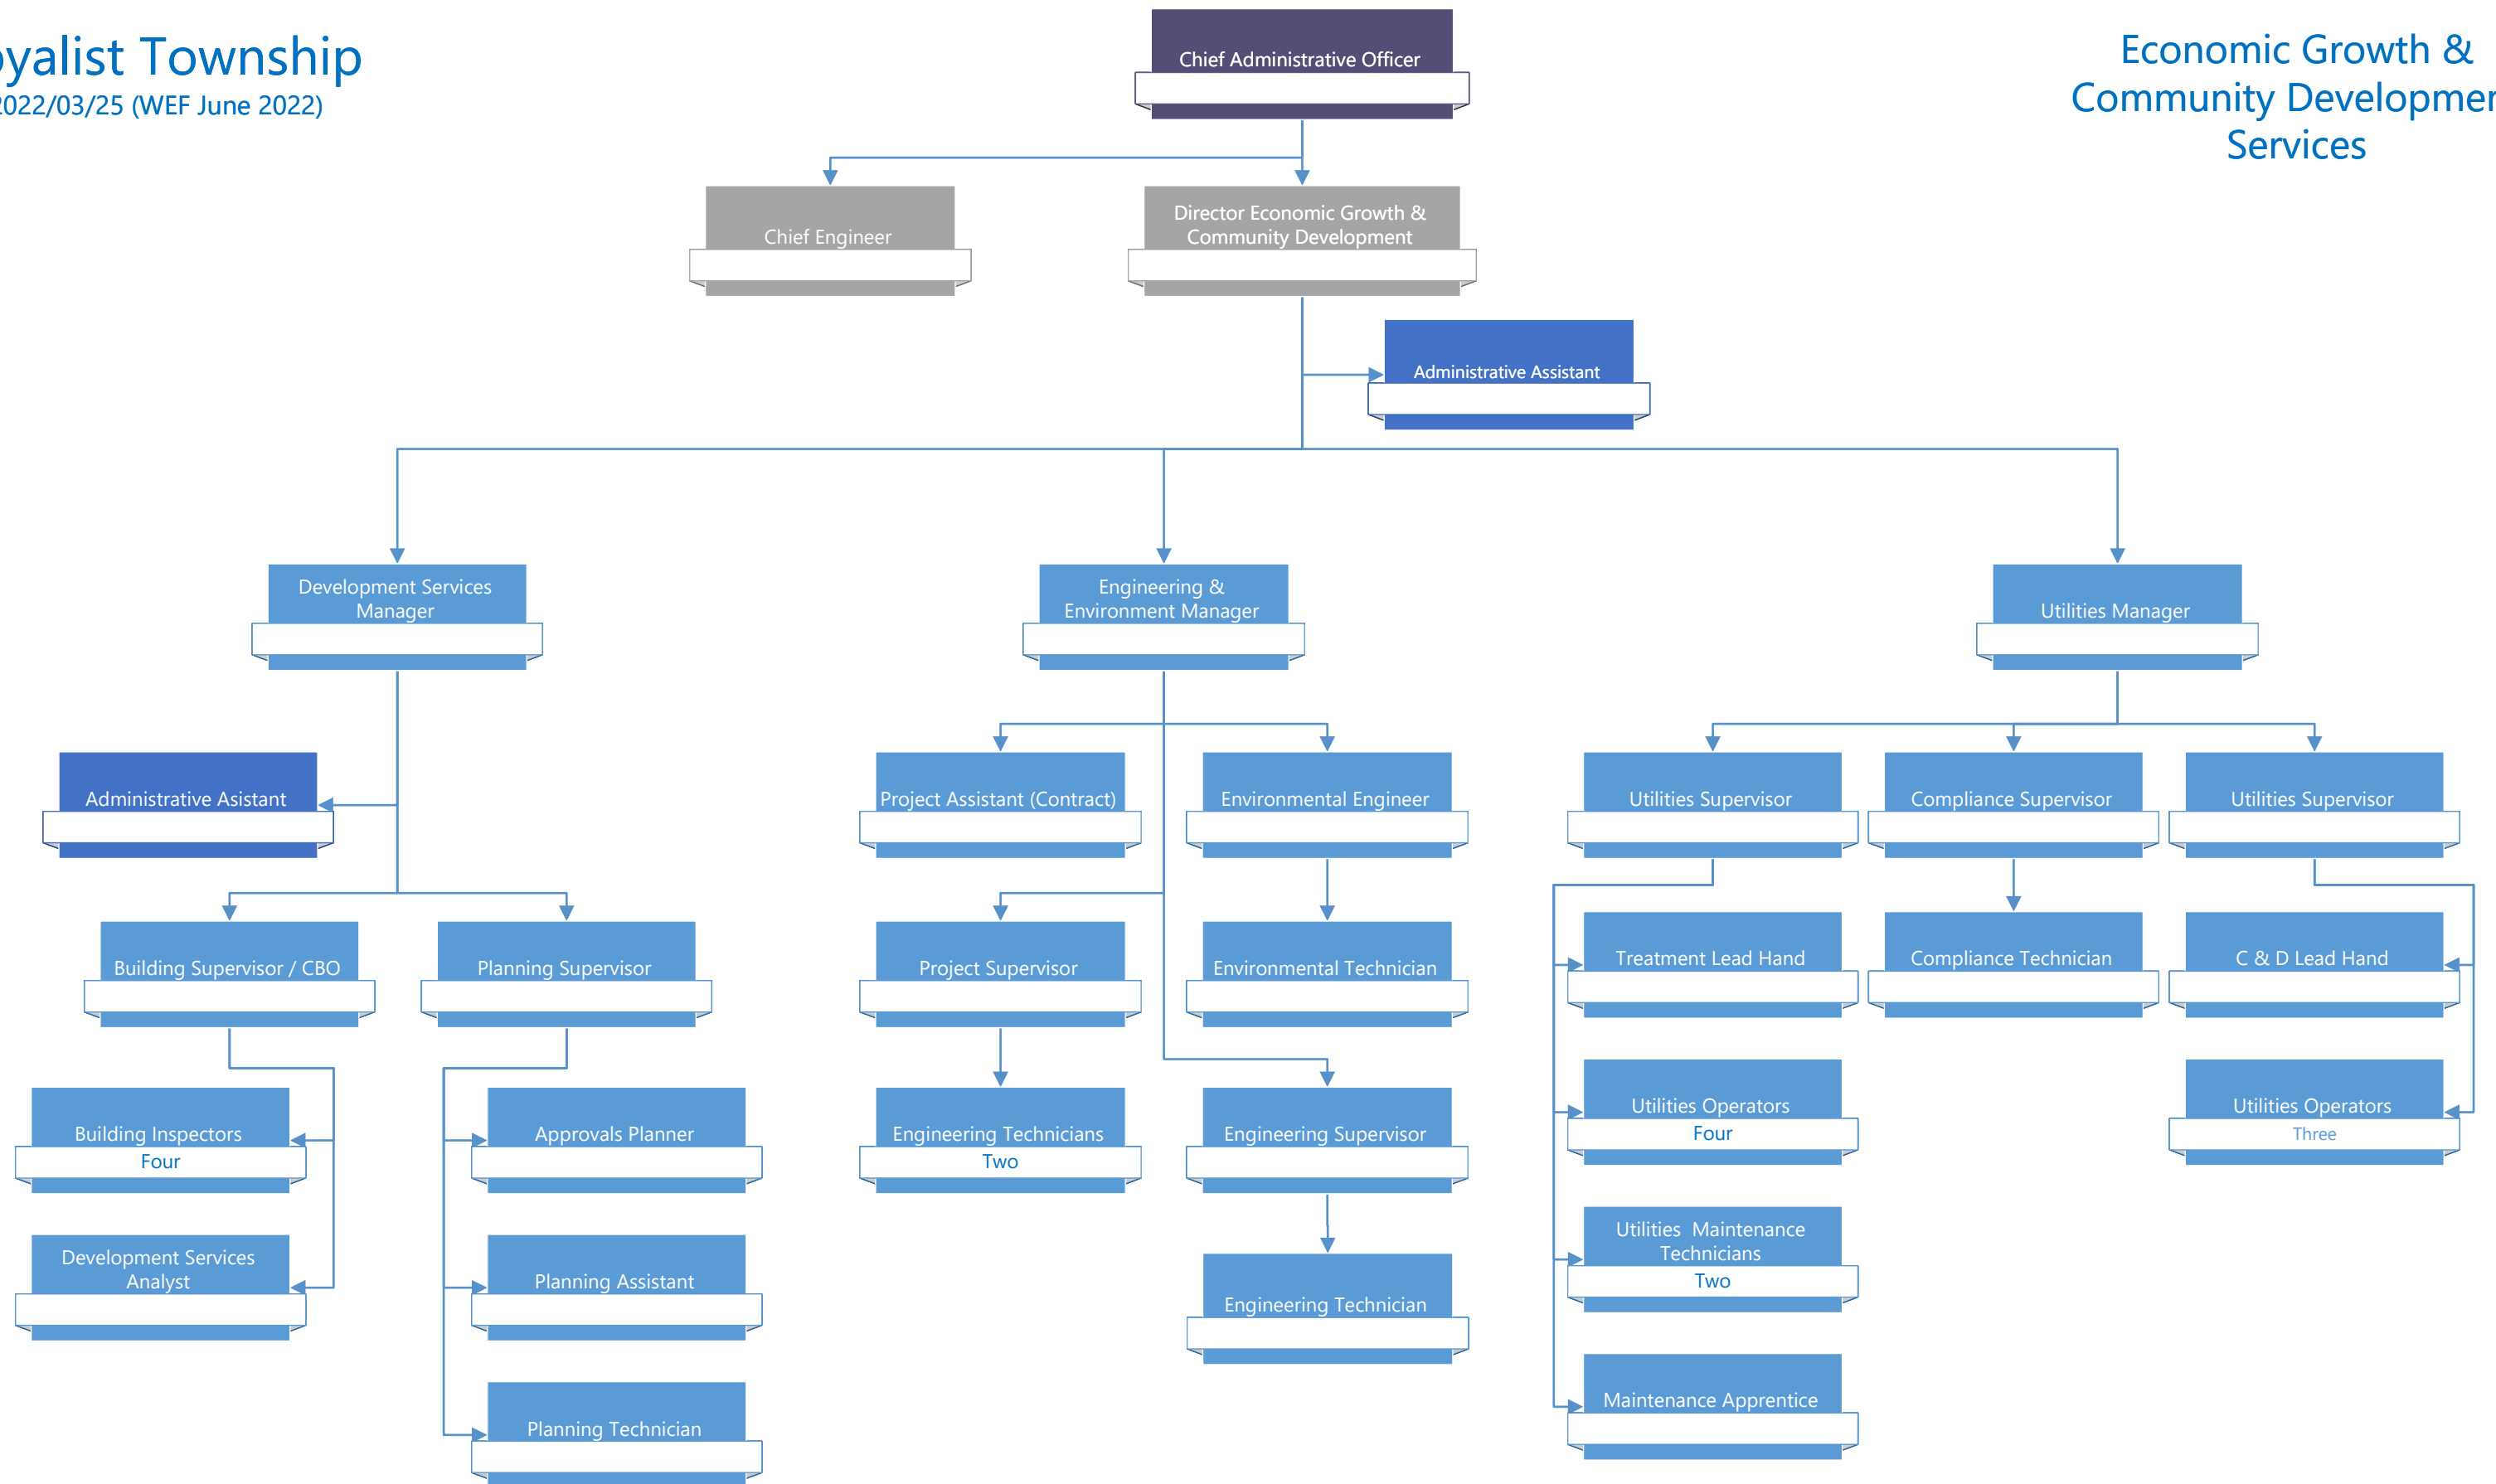 oyalist Township
2022/03/25 (WEF June 2022)
Economic Growth &
Community Developmen
Services
Chief Administrative Officer
Chief Engineer
Director Economic Growth &
Community Development
Administrative Assistant
Development Services
Manager
Engineering &
Environment Manager
Utilities Manager
Administrative Asistant
Project Assistant (Contract)
Environmental Engineer
Utilities Supervisor
Compliance Supervisor
Utilities Supervisor
Building Supervisor / CBO
Planning Supervisor
Project Supervisor
Environmental Technician
Treatment Lead Hand
Compliance Technician
C & D Lead Hand
Building Inspectors
Four
Approvals Planner
Engineering Technicians
Two
Engineering Supervisor
Utilities Operators
Four
Utilities Operators
Three
Development Services
Analyst
Planning Assistant
Engineering Technician
Utilities  Maintenance
Technicians
Two
Planning Technician
Maintenance Apprentice